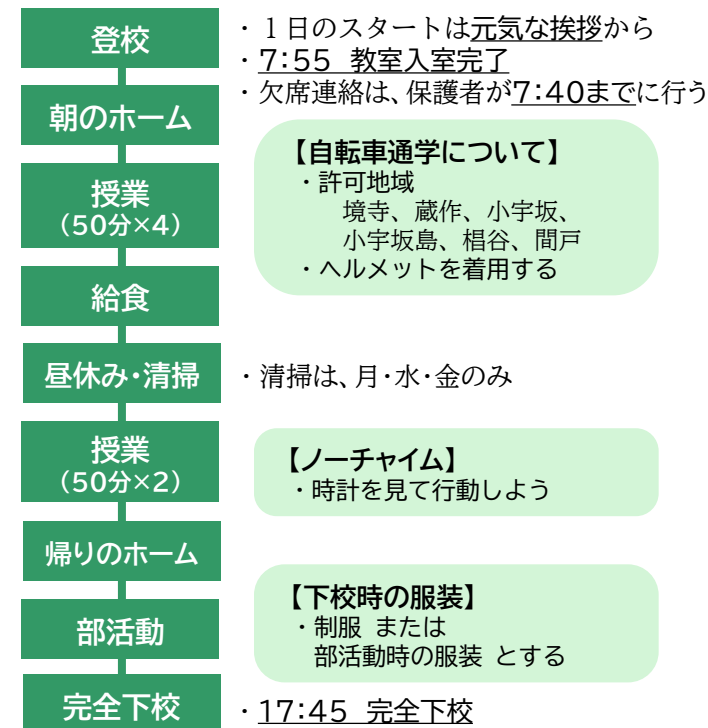 登校
・１日のスタートは元気な挨拶から
・7:55 教室入室完了
・欠席連絡は、保護者が7:40までに行う
朝のホーム
【自転車通学について】
・許可地域
境寺、蔵作、小宇坂、
小宇坂島、椙谷、間戸
・ヘルメットを着用する
授業
（50分×4）
給食
昼休み・清掃
・清掃は、月・水・金のみ
授業
（50分×2）
【ノーチャイム】
・時計を見て行動しよう
帰りのホーム
【下校時の服装】
・制服 または
部活動時の服装 とする
部活動
完全下校
・17:45 完全下校